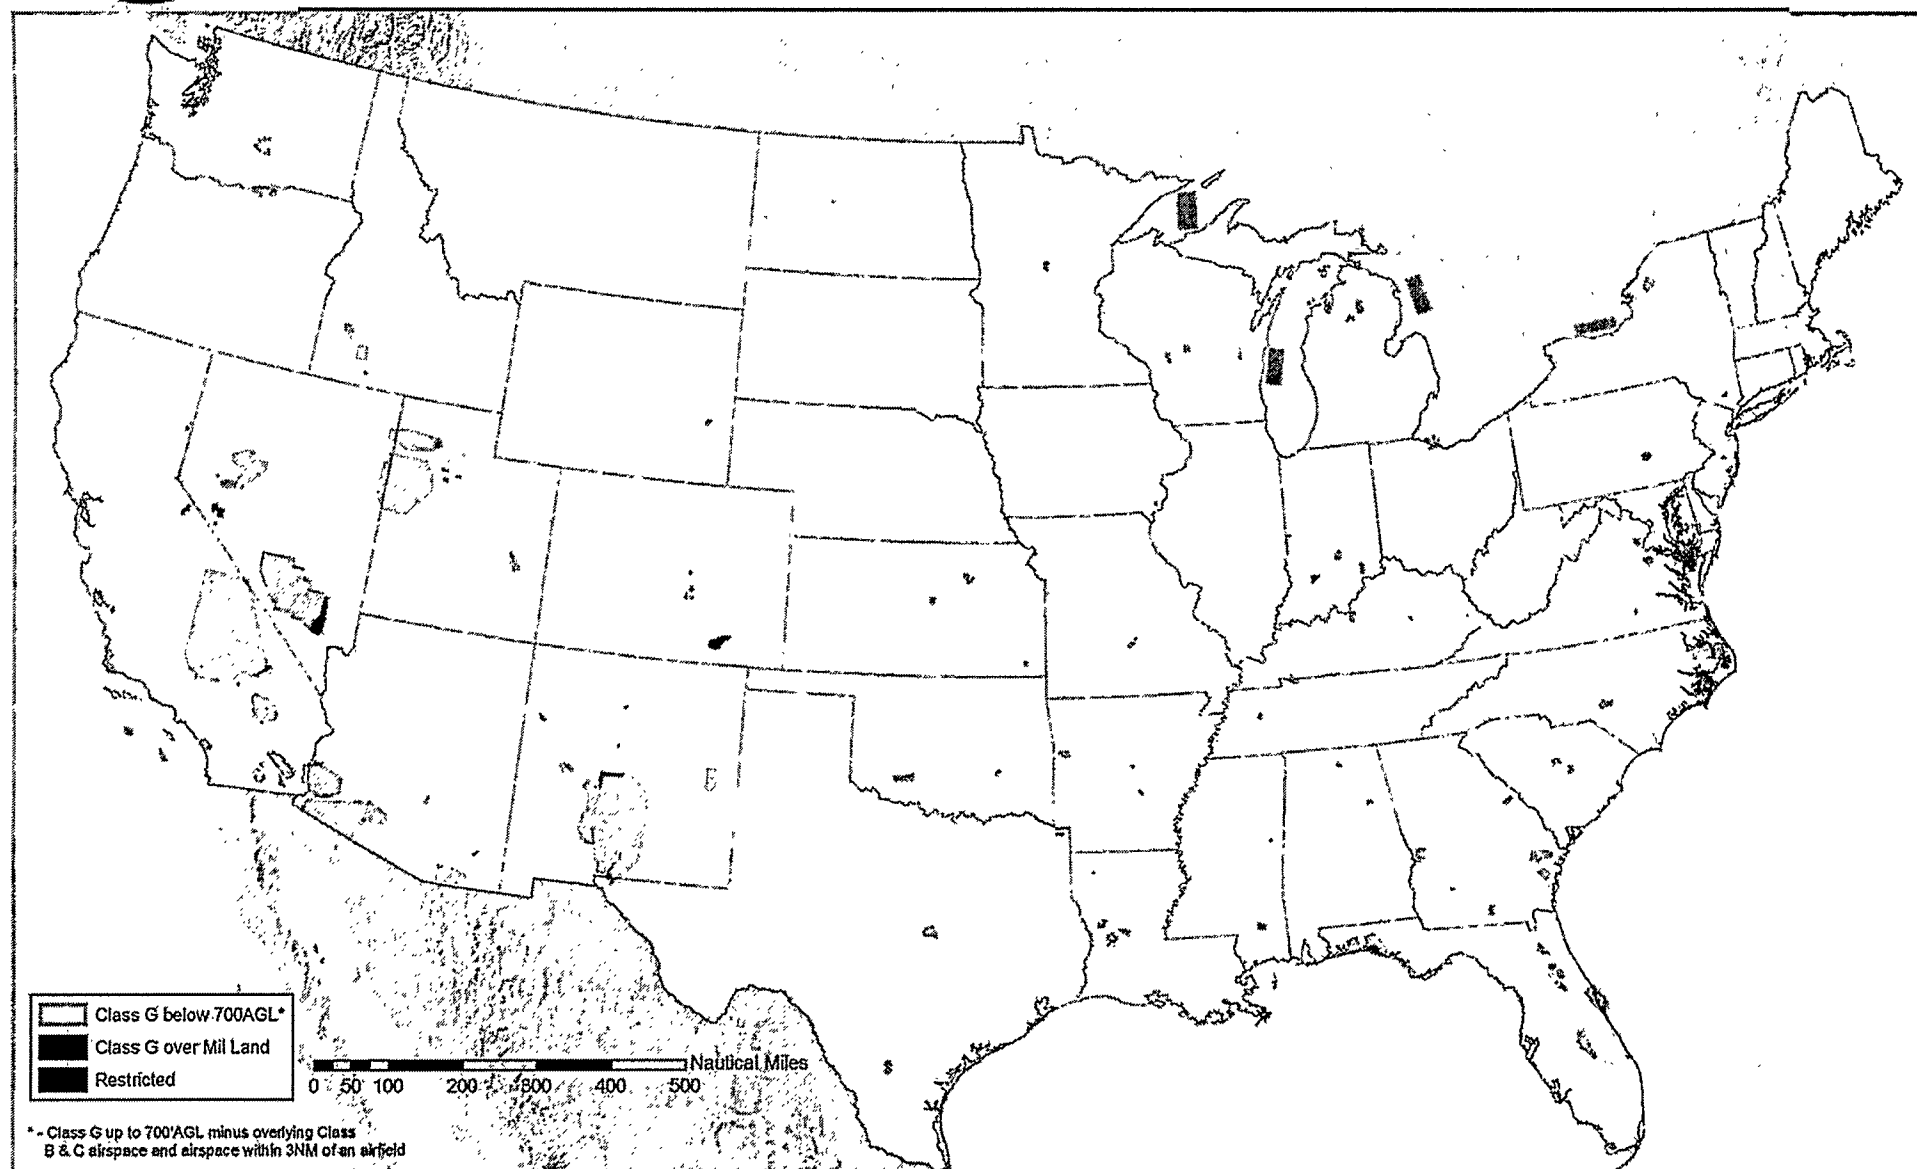 Class G below 700AGL*
Class G over Mil Land
Restricted
Nautical Miles
0 50 100 200 300 400 500
* - Class G up to 700'AGL minus overlying Class
B & C airspace and airspace within 3NM of an airfield